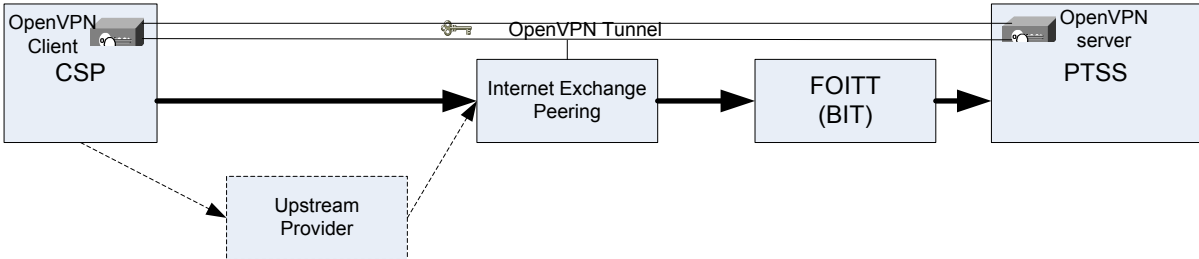 OpenVPN
Client
CSP
OpenVPN Tunnel
OpenVPN
server
PTSS
Internet Exchange
Peering
FOITT
(BIT)
Upstream
Provider